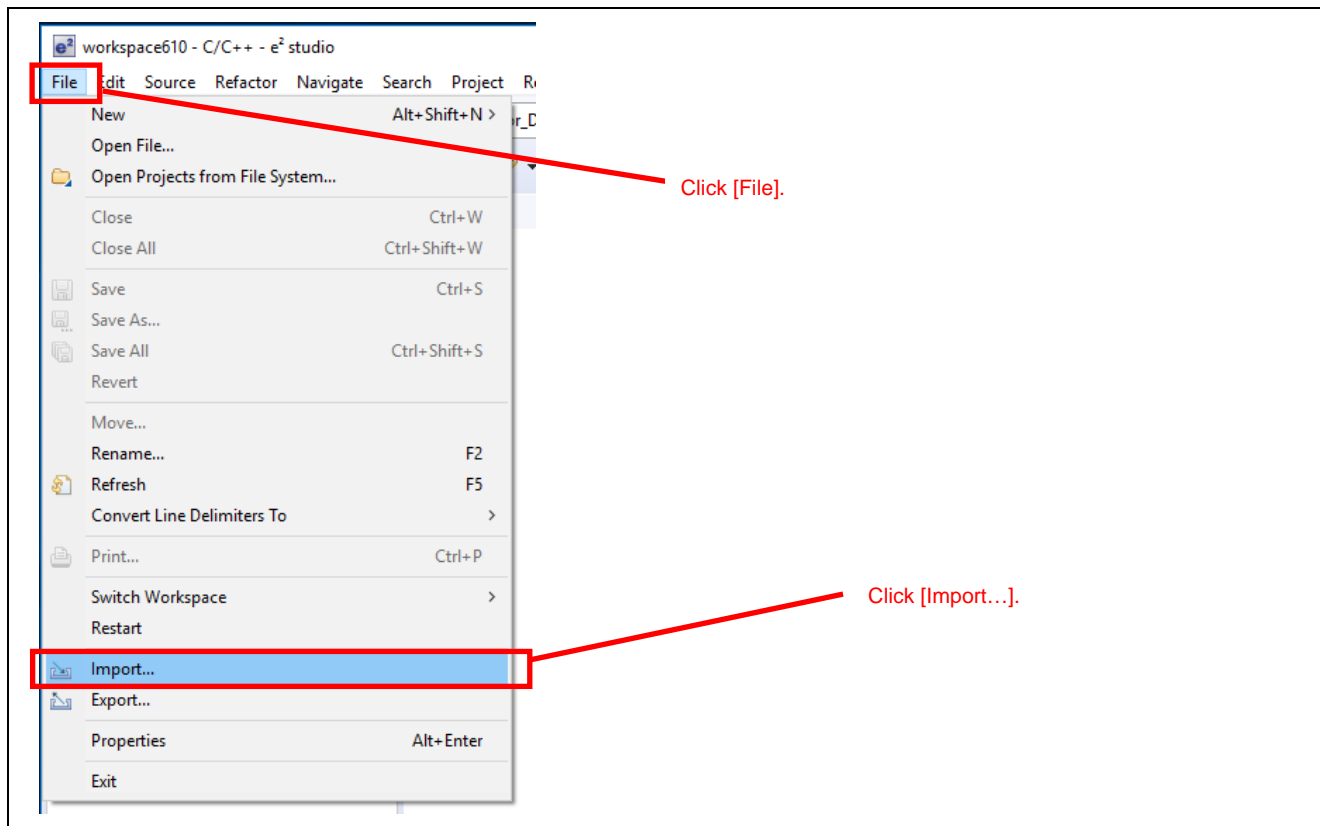 e² workspace610 - C/C++ - e² studio
File Edit Source Refactor Navigate Search Project
New Alt+Shift+N >
Open File...
Open Projects from File System...
Click [File].
Close Ctrl+W
Close All Ctrl+Shift+W
Save Ctrl+S
Save As...
Save All Ctrl+Shift+S
Revert
Move...
Rename... F2
Refresh F5
Convert Line Delimiters To >
Print... Ctrl+P
Switch Workspace >
Click [Import…].
Restart
Import...
Export...
Properties Alt+Enter
Exit